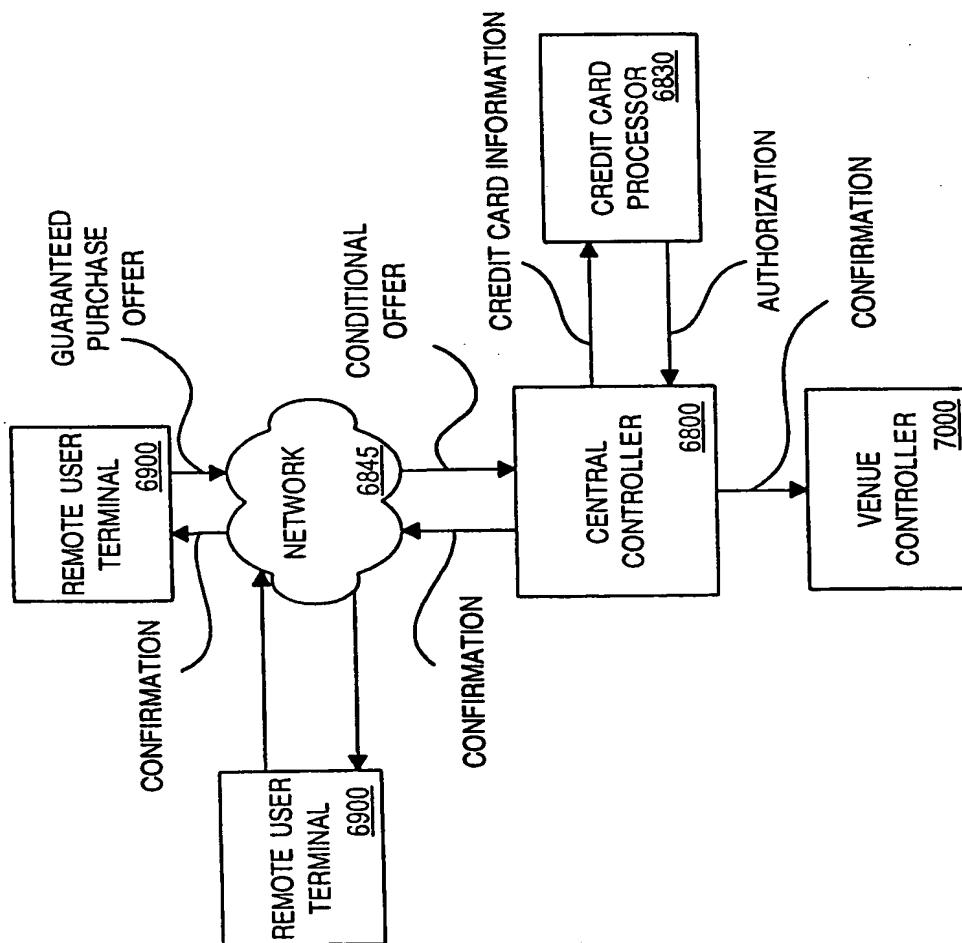 REMOTE USER
TERMINAL
6900
GUARANTEED
PURCHASE
OFFER
CONFIRMATION
NETWORK
6845
REMOTE USER
TERMINAL
6900
CONFIRMATION
CONDITIONAL
OFFER
CREDIT CARD INFORMATION
CENTRAL
CONTROLLER
6800
CREDIT CARD
PROCESSOR
6830
AUTHORIZATION
CONFIRMATION
VENUE
CONTROLLER
7000